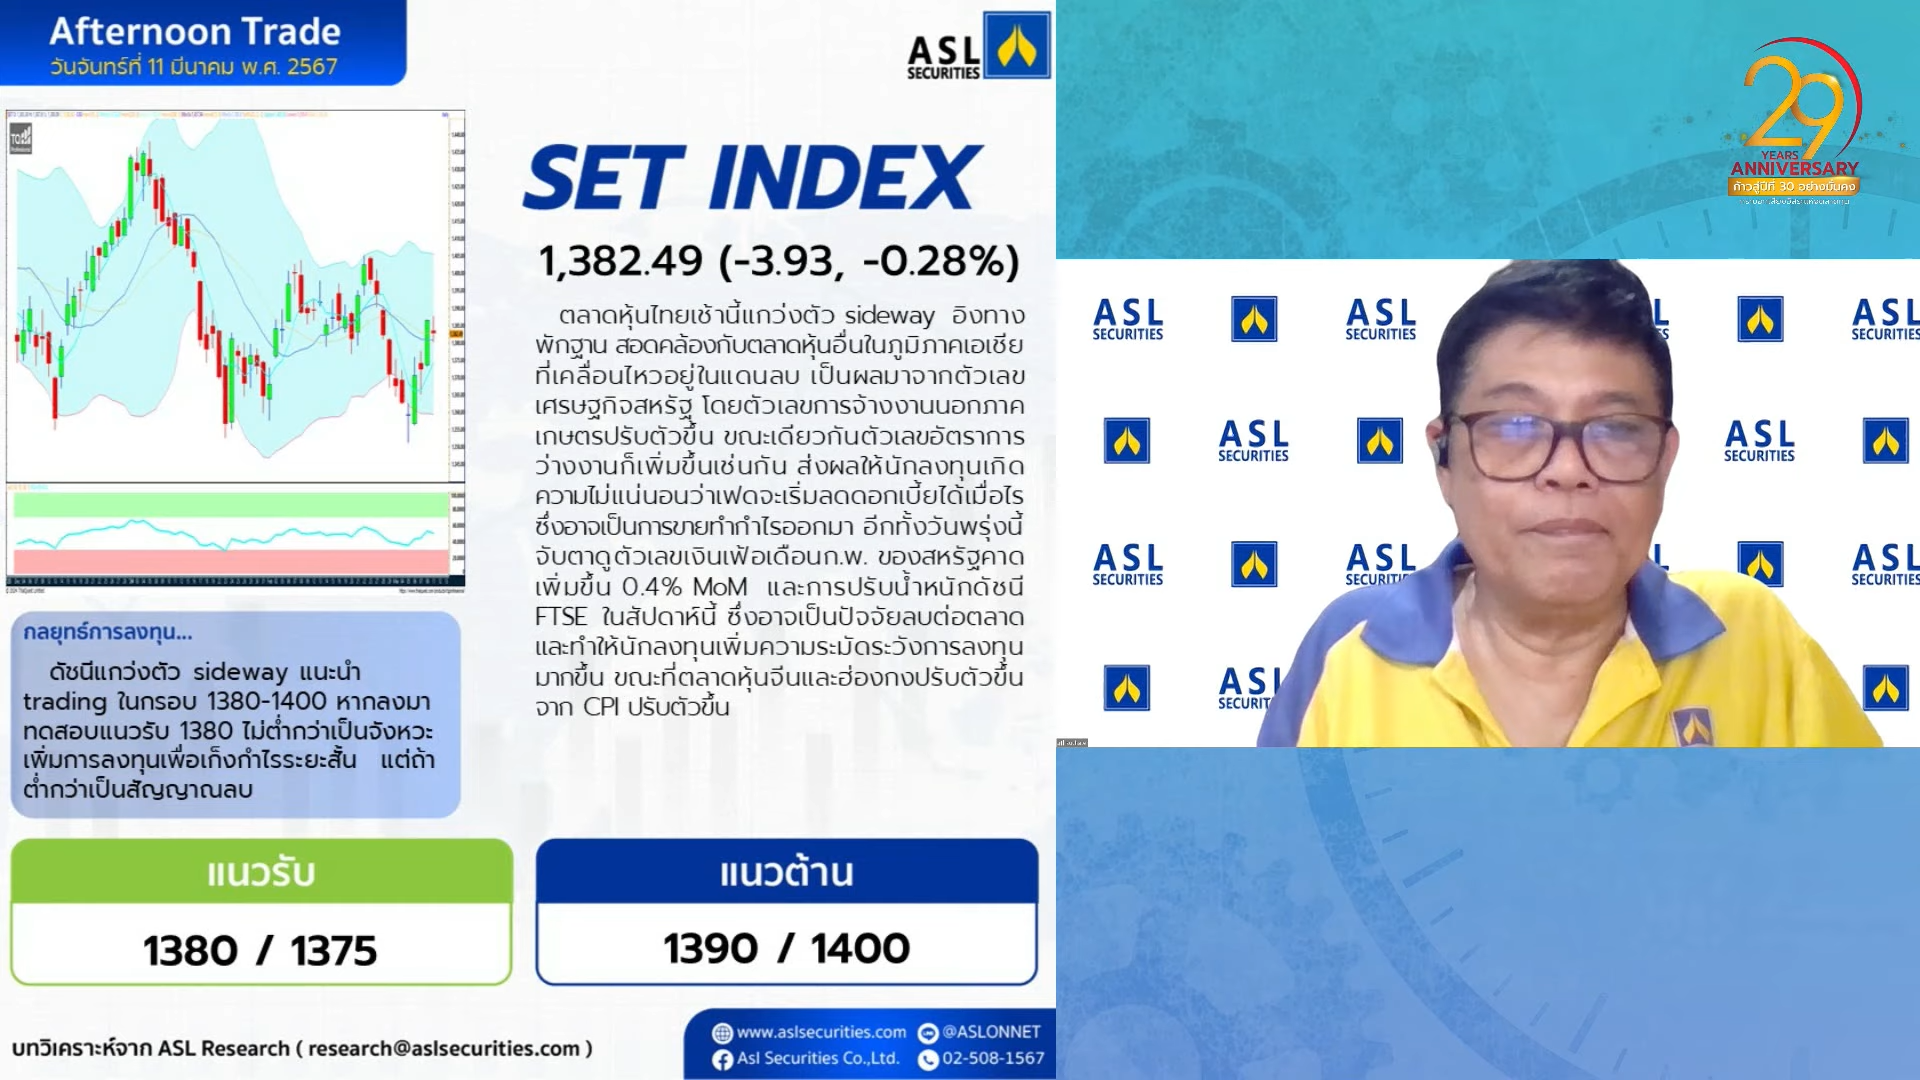 Afternoon Trade
วันจันทร์ที่ 11 มีนาคม พ.ศ. 2567
ASL
SECURITIES
SET INDEX
1,382.49 (-3.93, -0.28%)
ตลาดหุ้นไทยเช้านี้แกว่งตัว sideway อิงทาง
พักฐาน สอดคล้องกับตลาดหุ้นอื่นในภูมิภาคเอเชีย
ที่เคลื่อนไหวอยู่ในแดนลบ เป็นผลมาจากตัวเลข
เศรษฐกิจสหรัฐ โดยตัวเลขการจ้างงานนอกภาค
เกษตรปรับตัวขึ้น ขณะเดียวกันตัวเลขอัตราการ
ว่างงานก็เพิ่มขึ้นเช่นกัน ส่งผลให้นักลงทุนเกิด
ความไม่แน่นอนว่าเฟดจะเริ่มลดดอกเบี้ยได้เมื่อไร
ซึ่งอาจเป็นการขายทำกำไรออกมา อีกทั้งวันพรุ่งนี้
จับตาดูตัวเลขเงินเฟ้อเดือนก.พ. ของสหรัฐคาด
เพิ่มขึ้น 0.4% MoM และการปรับน้ำหนักดัชนี
FTSE ในสัปดาห์นี้ ซึ่งอาจเป็นปัจจัยลบต่อตลาด
และทำให้นักลงทุนเพิ่มความระมัดระวังการลงทุน
มากขึ้น ขณะที่ตลาดหุ้นจีนและฮ่องกงปรับตัวขึ้น
จาก CPI ปรับตัวขึ้น
กลยุทธ์การลงทุน...
ดัชนีแกว่งตัว sideway แนะนำ
trading ในกรอบ 1380-1400 หากลงมา
ทดสอบแนวรับ 1380 ไม่ต่ำกว่าเป็นจังหวะ
เพิ่มการลงทุนเพื่อเก็งกำไรระยะสั้น แต่ถ้า
ต่ำกว่าเป็นสัญญาณลบ
แนวรับ
1380 / 1375
แนวต้าน
1390 / 1400
บทวิเคราะห์จาก ASL Research ( research@aslsecurities.com )
www.aslsecurities.com @ASLONNET
Asl Securities Co.,Ltd. 02-508-1567
29
YEARS
ANNIVERSARY
ก้าวสู่ปีที่ 30 อย่างมั่นคง
ASL
SECURITIES
ASL
SECURITIES
ASL
SECURITIES
ASL
SECURITIES
ASL
SECURITIES
ASL
SECURITIES
ASL
SECURITIES
ASL
SECURITIES